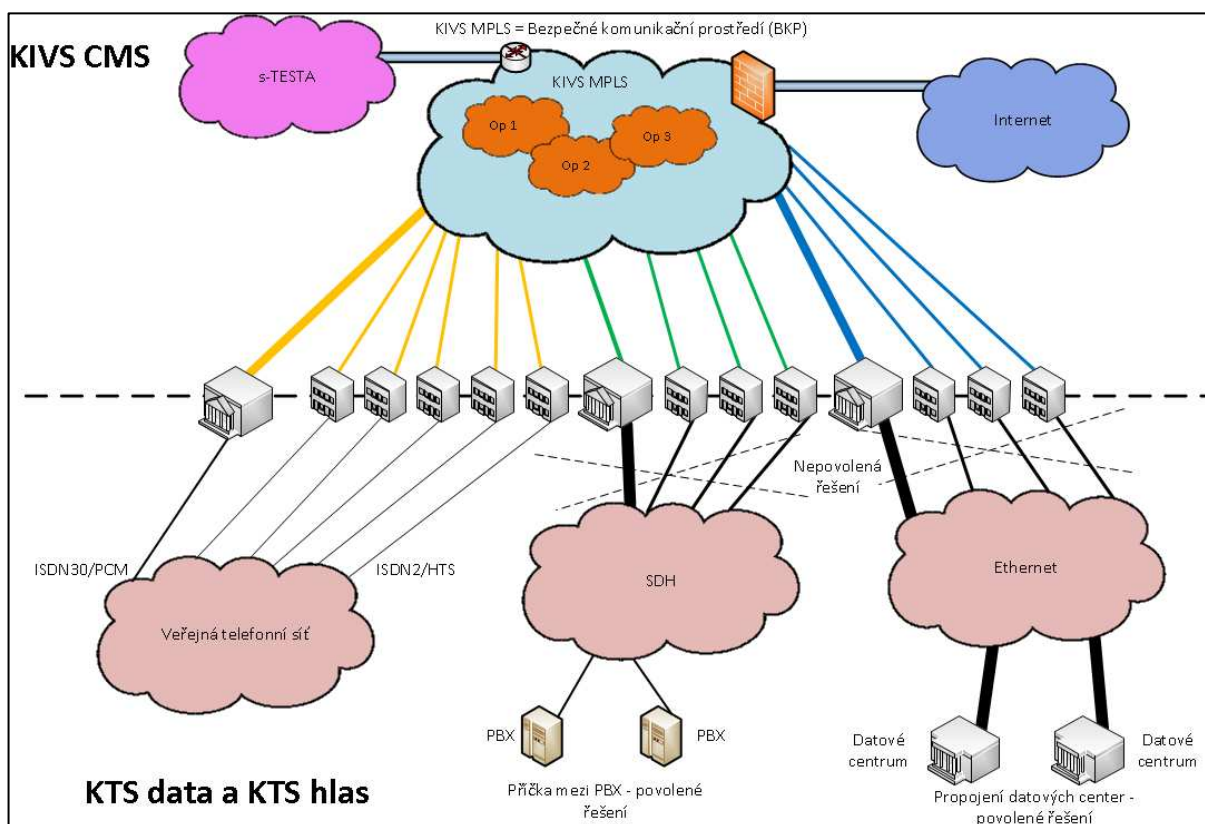 KIVS MPLS = Bezpečné komunikační prostředí (BKP)
KIVS CMS
s-TESTA
KIVS MPLS
Op 1
Op 2
Op 3
Internet
Nepovolená
řešení
ISDN30/PCM
ISDN2/HTS
Veřejná telefonní síť
SDH
Ethernet
PBX
PBX
Příčka mezi PBX - povolené
řešení
Datové
centrum
Datové
centrum
Propojení datových center -
povolené řešení
KTS data a KTS hlas